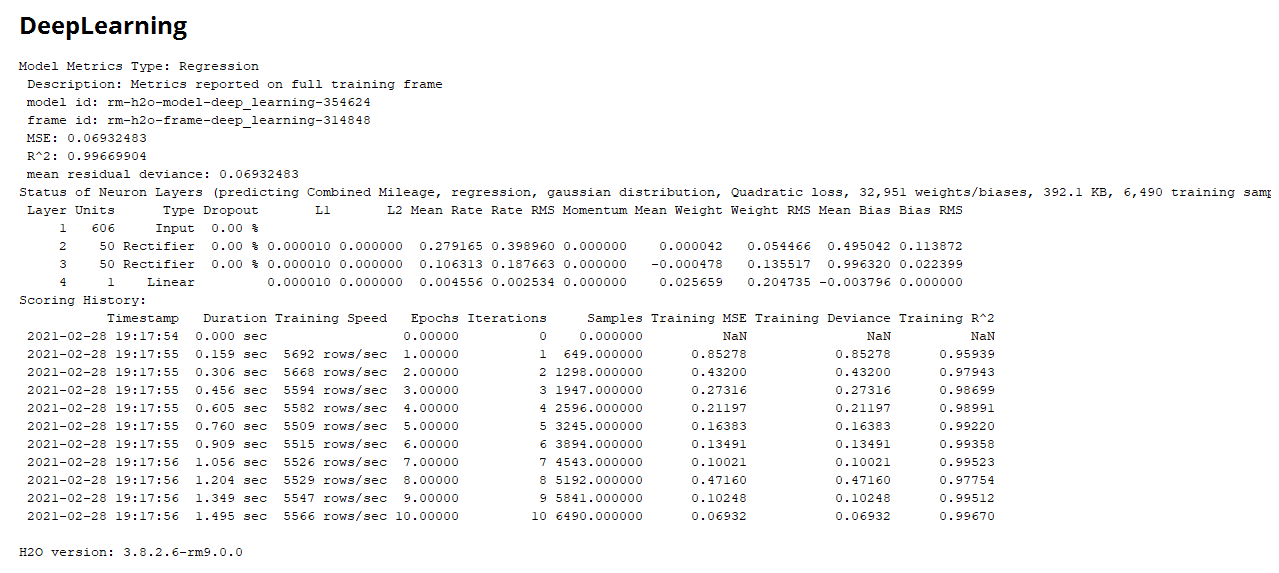 DeepLearning
Model Metrics Type: Regression
Description: Metrics reported on full training frame
model id: rm-h2o-model-deep_learning-354624
frame id: rm-h2o-frame-deep_learning-314848
MSE: 0.06932483
R^2: 0.99669904
mean residual deviance: 0.06932483
Status of Neuron Layers (predicting Combined Mileage, regression, gaussian distribution, Quadratic loss, 32,951 weights/biases, 392.1 KB, 6,490 training
Layer Units Type Dropout L1 L2 Mean Rate Rate RMS Momentum Mean Weight Weight RMS Mean Bias Bias RMS
1 606 Input 0.00 %
2 50 Rectifier 0.00 % 0.000010 0.000000 0.279165 0.398960 0.000000 0.000042 0.054466 0.495042 0.113872
3 50 Rectifier 0.00 % 0.000010 0.000000 0.106313 0.187663 0.000000 -0.000478 0.135517 0.996320 0.022399
4 1 Linear 0.000010 0.000000 0.004556 0.002534 0.000000 0.025659 0.204735 -0.003796 0.000000
Scoring History:
Timestamp Duration Training Speed Epochs Iterations Samples Training MSE Training Deviance Training R^2
2021-02-28 19:17:54 0.000 sec 0.00000 0 0.000000 NaN NaN NaN
2021-02-28 19:17:55 0.159 sec 5692 rows/sec 1.00000 1 649.000000 0.85278 0.85278 0.95939
2021-02-28 19:17:55 0.306 sec 5668 rows/sec 2.00000 2 1298.000000 0.43200 0.43200 0.97943
2021-02-28 19:17:55 0.456 sec 5594 rows/sec 3.00000 3 1947.000000 0.27316 0.27316 0.98699
2021-02-28 19:17:55 0.605 sec 5582 rows/sec 4.00000 4 2596.000000 0.21197 0.21197 0.98991
2021-02-28 19:17:55 0.760 sec 5509 rows/sec 5.00000 5 3245.000000 0.16383 0.16383 0.99220
2021-02-28 19:17:55 0.909 sec 5515 rows/sec 6.00000 6 3894.000000 0.13491 0.13491 0.99358
2021-02-28 19:17:56 1.056 sec 5526 rows/sec 7.00000 7 4543.000000 0.10021 0.10021 0.99523
2021-02-28 19:17:56 1.204 sec 5529 rows/sec 8.00000 8 5192.000000 0.47160 0.47160 0.97754
2021-02-28 19:17:56 1.349 sec 5547 rows/sec 9.00000 9 5841.000000 0.10248 0.10248 0.99512
2021-02-28 19:17:56 1.495 sec 5566 rows/sec 10.00000 10 6490.000000 0.06932 0.06932 0.99670
H2O version: 3.8.2.6-rm9.0.0